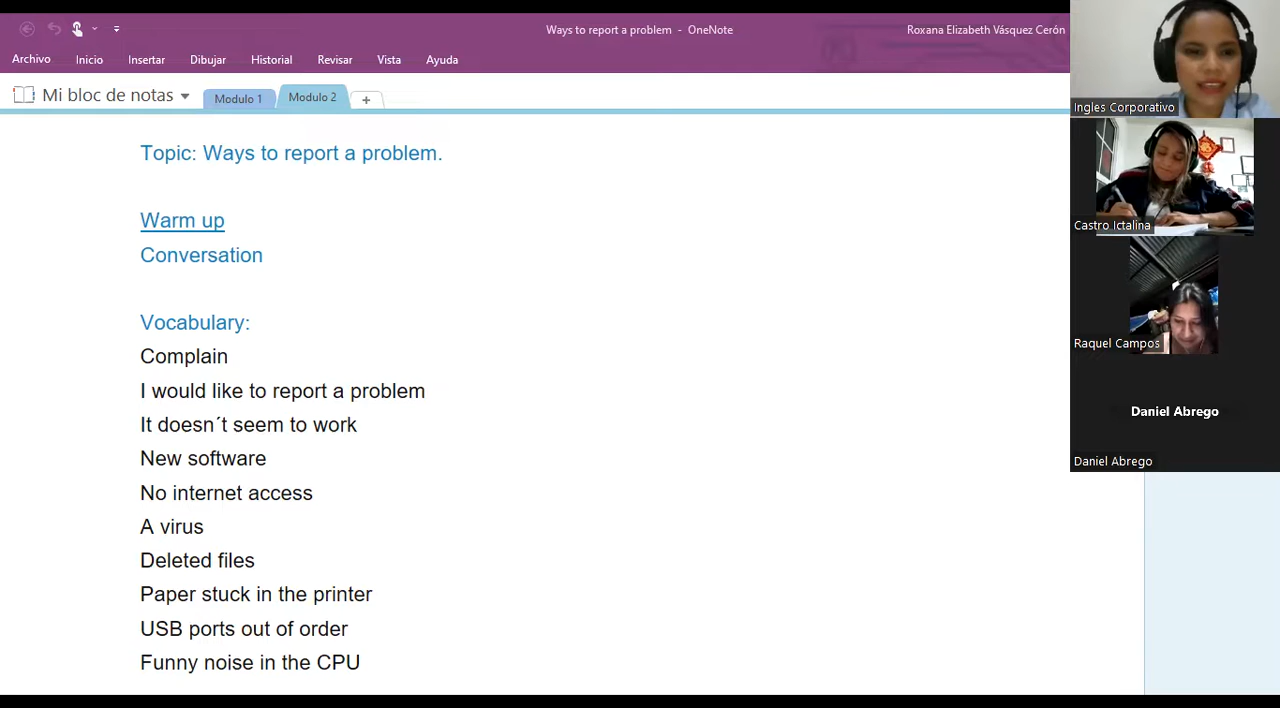 Ways to report a problem - OneNote
Roxana Elizabeth Vásquez Cerón
Archivo Inicio Insertar Dibujar Historial Revisar Vista Ayuda
Mi bloc de notas Modulo 1 Modulo 2 +
Topic: Ways to report a problem.
Warm up
Conversation
Vocabulary:
Complain
I would like to report a problem
It doesn´t seem to work
New software
No internet access
A virus
Deleted files
Paper stuck in the printer
USB ports out of order
Funny noise in the CPU
Ingles Corporativo
Castro Ictalina
Raquel Campos
Daniel Abrego
Daniel Abrego